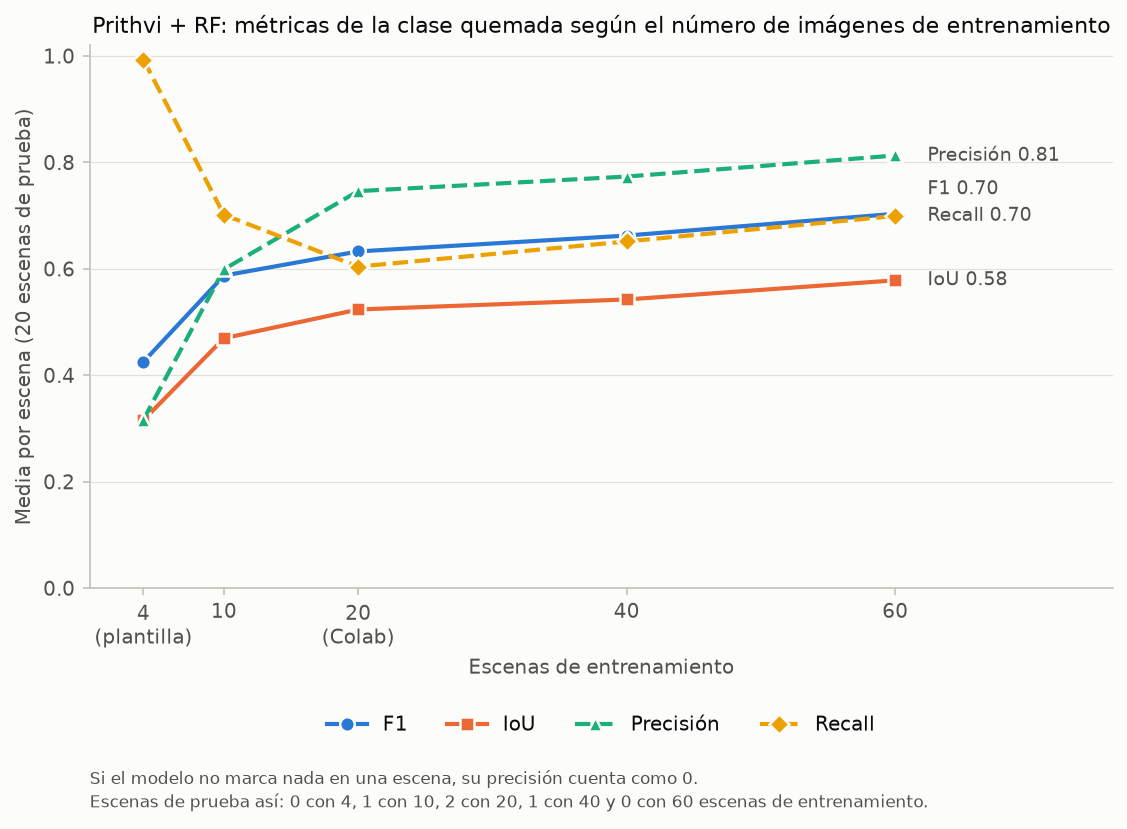 Prithvi + RF: métricas de la clase quemada según el número de imágenes de entrenamiento
Media por escena (20 escenas de prueba)
1.0
0.8
0.6
0.4
0.2
0.0
Precisión 0.81
F1 0.70
Recall 0.70
IoU 0.58
4
(plantilla)
10
20
(Colab)
40
60
Escenas de entrenamiento
F1
IoU
Precisión
Recall
Si el modelo no marca nada en una escena, su precisión cuenta como 0.
Escenas de prueba así: 0 con 4, 1 con 10, 2 con 20, 1 con 40 y 0 con 60 escenas de entrenamiento.